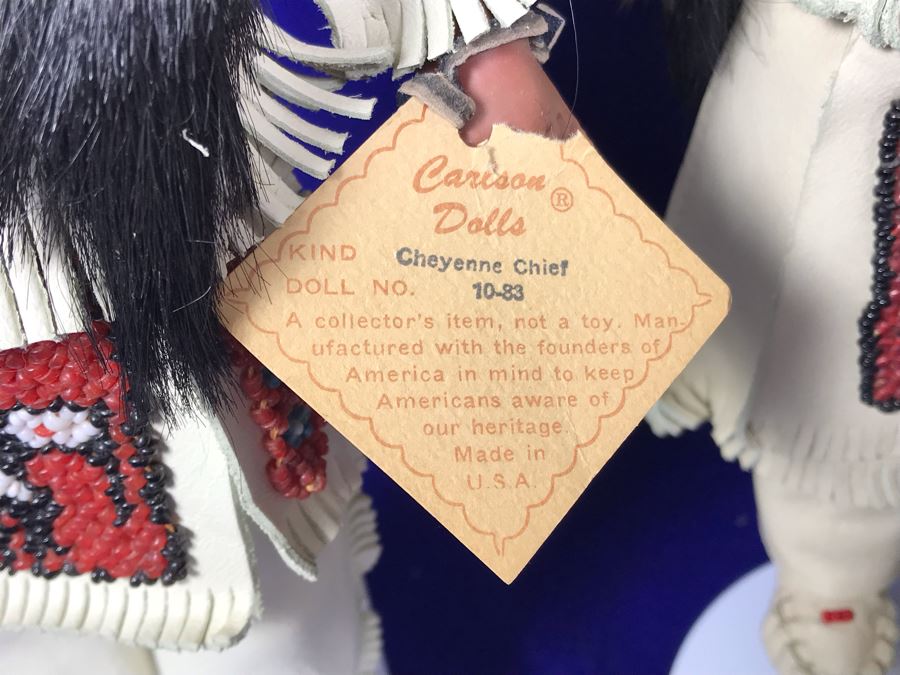 Carlson
Dolls ®
KIND Cheyenne Chief
DOLL NO. 10-83
A collector's item, not a toy. Man-
ufactured with the founders of
America in mind to keep
Americans aware of
our heritage.
Made in
U.S.A.